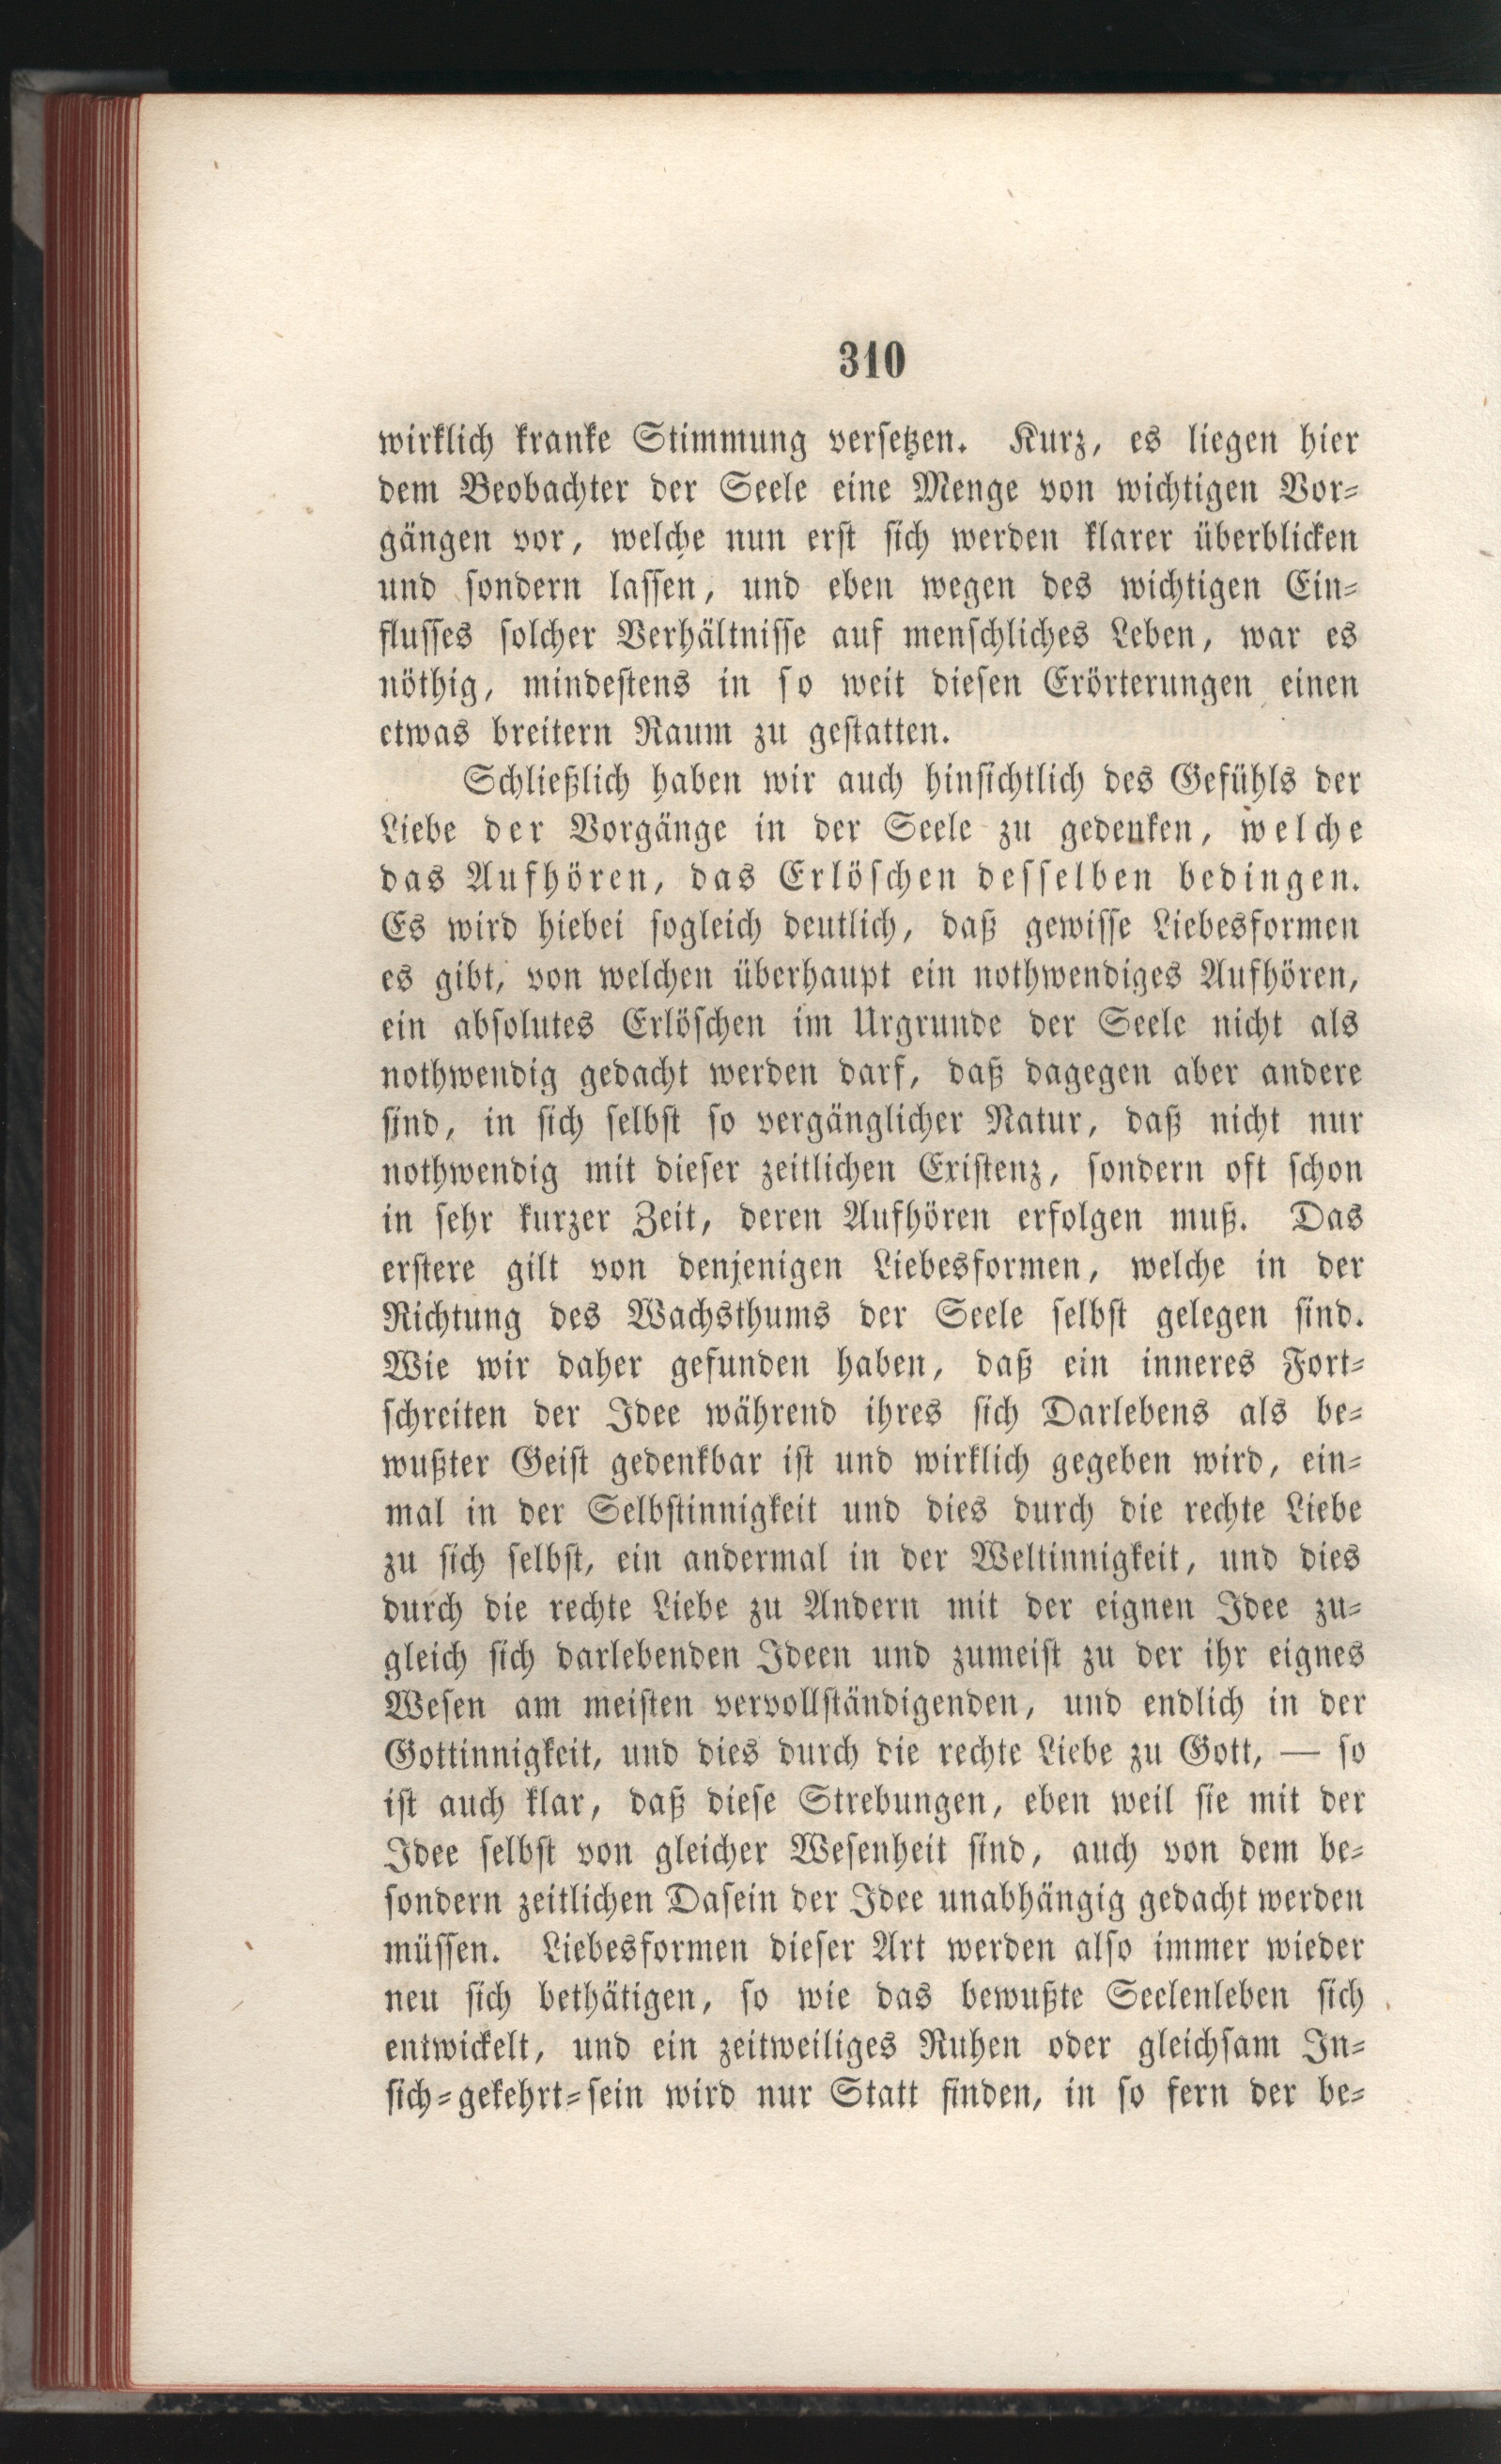 310
wirklich kranke Stimmung versetzen. Kurz, es liegen hier
dem Beobachter der Seele eine Menge von wichtigen Vor-
gängen vor, welche nun erst sich werden klarer überblicken
und sondern lassen, und eben wegen des wichtigen Ein-
flusses solcher Verhältnisse auf menschliches Leben, war es
nöthig, mindestens in so weit diesen Erörterungen einen
etwas breitern Raum zu gestatten.
Schließlich haben wir auch hinsichtlich des Gefühls der
Liebe der Vorgänge in der Seele zu gedenken, welche
das Aufhören, das Erlöschen desselben bedingen.
Es wird hiebei sogleich deutlich, daß gewisse Liebesformen
es gibt, von welchen überhaupt ein nothwendiges Aufhören,
ein absolutes Erlöschen im Urgrunde der Seele nicht als
nothwendig gedacht werden darf, daß dagegen aber andere
sind, in sich selbst so vergänglicher Natur, daß nicht nur
nothwendig mit dieser zeitlichen Existenz, sondern oft schon
in sehr kurzer Zeit, deren Aufhören erfolgen muß. Das
erstere gilt von denjenigen Liebesformen, welche in der
Richtung des Wachsthums der Seele selbst gelegen sind.
Wie wir daher gefunden haben, daß ein inneres Fort-
schreiten der Idee während ihres sich Darlebens als be-
wußter Geist gedenkbar ist und wirklich gegeben wird, ein-
mal in der Selbstinnigkeit und dies durch die rechte Liebe
zu sich selbst, ein andermal in der Weltinnigkeit, und dies
durch die rechte Liebe zu Andern mit der eignen Idee zu-
gleich sich darlebenden Ideen und zumeist zu der ihr eignes
Wesen am meisten vervollständigenden, und endlich in der
Gottinnigkeit, und dies durch die rechte Liebe zu Gott, — so
ist auch klar, daß diese Strebungen, eben weil sie mit der
Idee selbst von gleicher Wesenheit sind, auch von dem be-
sondern zeitlichen Dasein der Idee unabhängig gedacht werden
müssen. Liebesformen dieser Art werden also immer wieder
neu sich bethätigen, so wie das bewußte Seelenleben sich
entwickelt, und ein zeitweiliges Ruhen oder gleichsam In-
sich-gekehrt-sein wird nur Statt finden, in so fern der be-